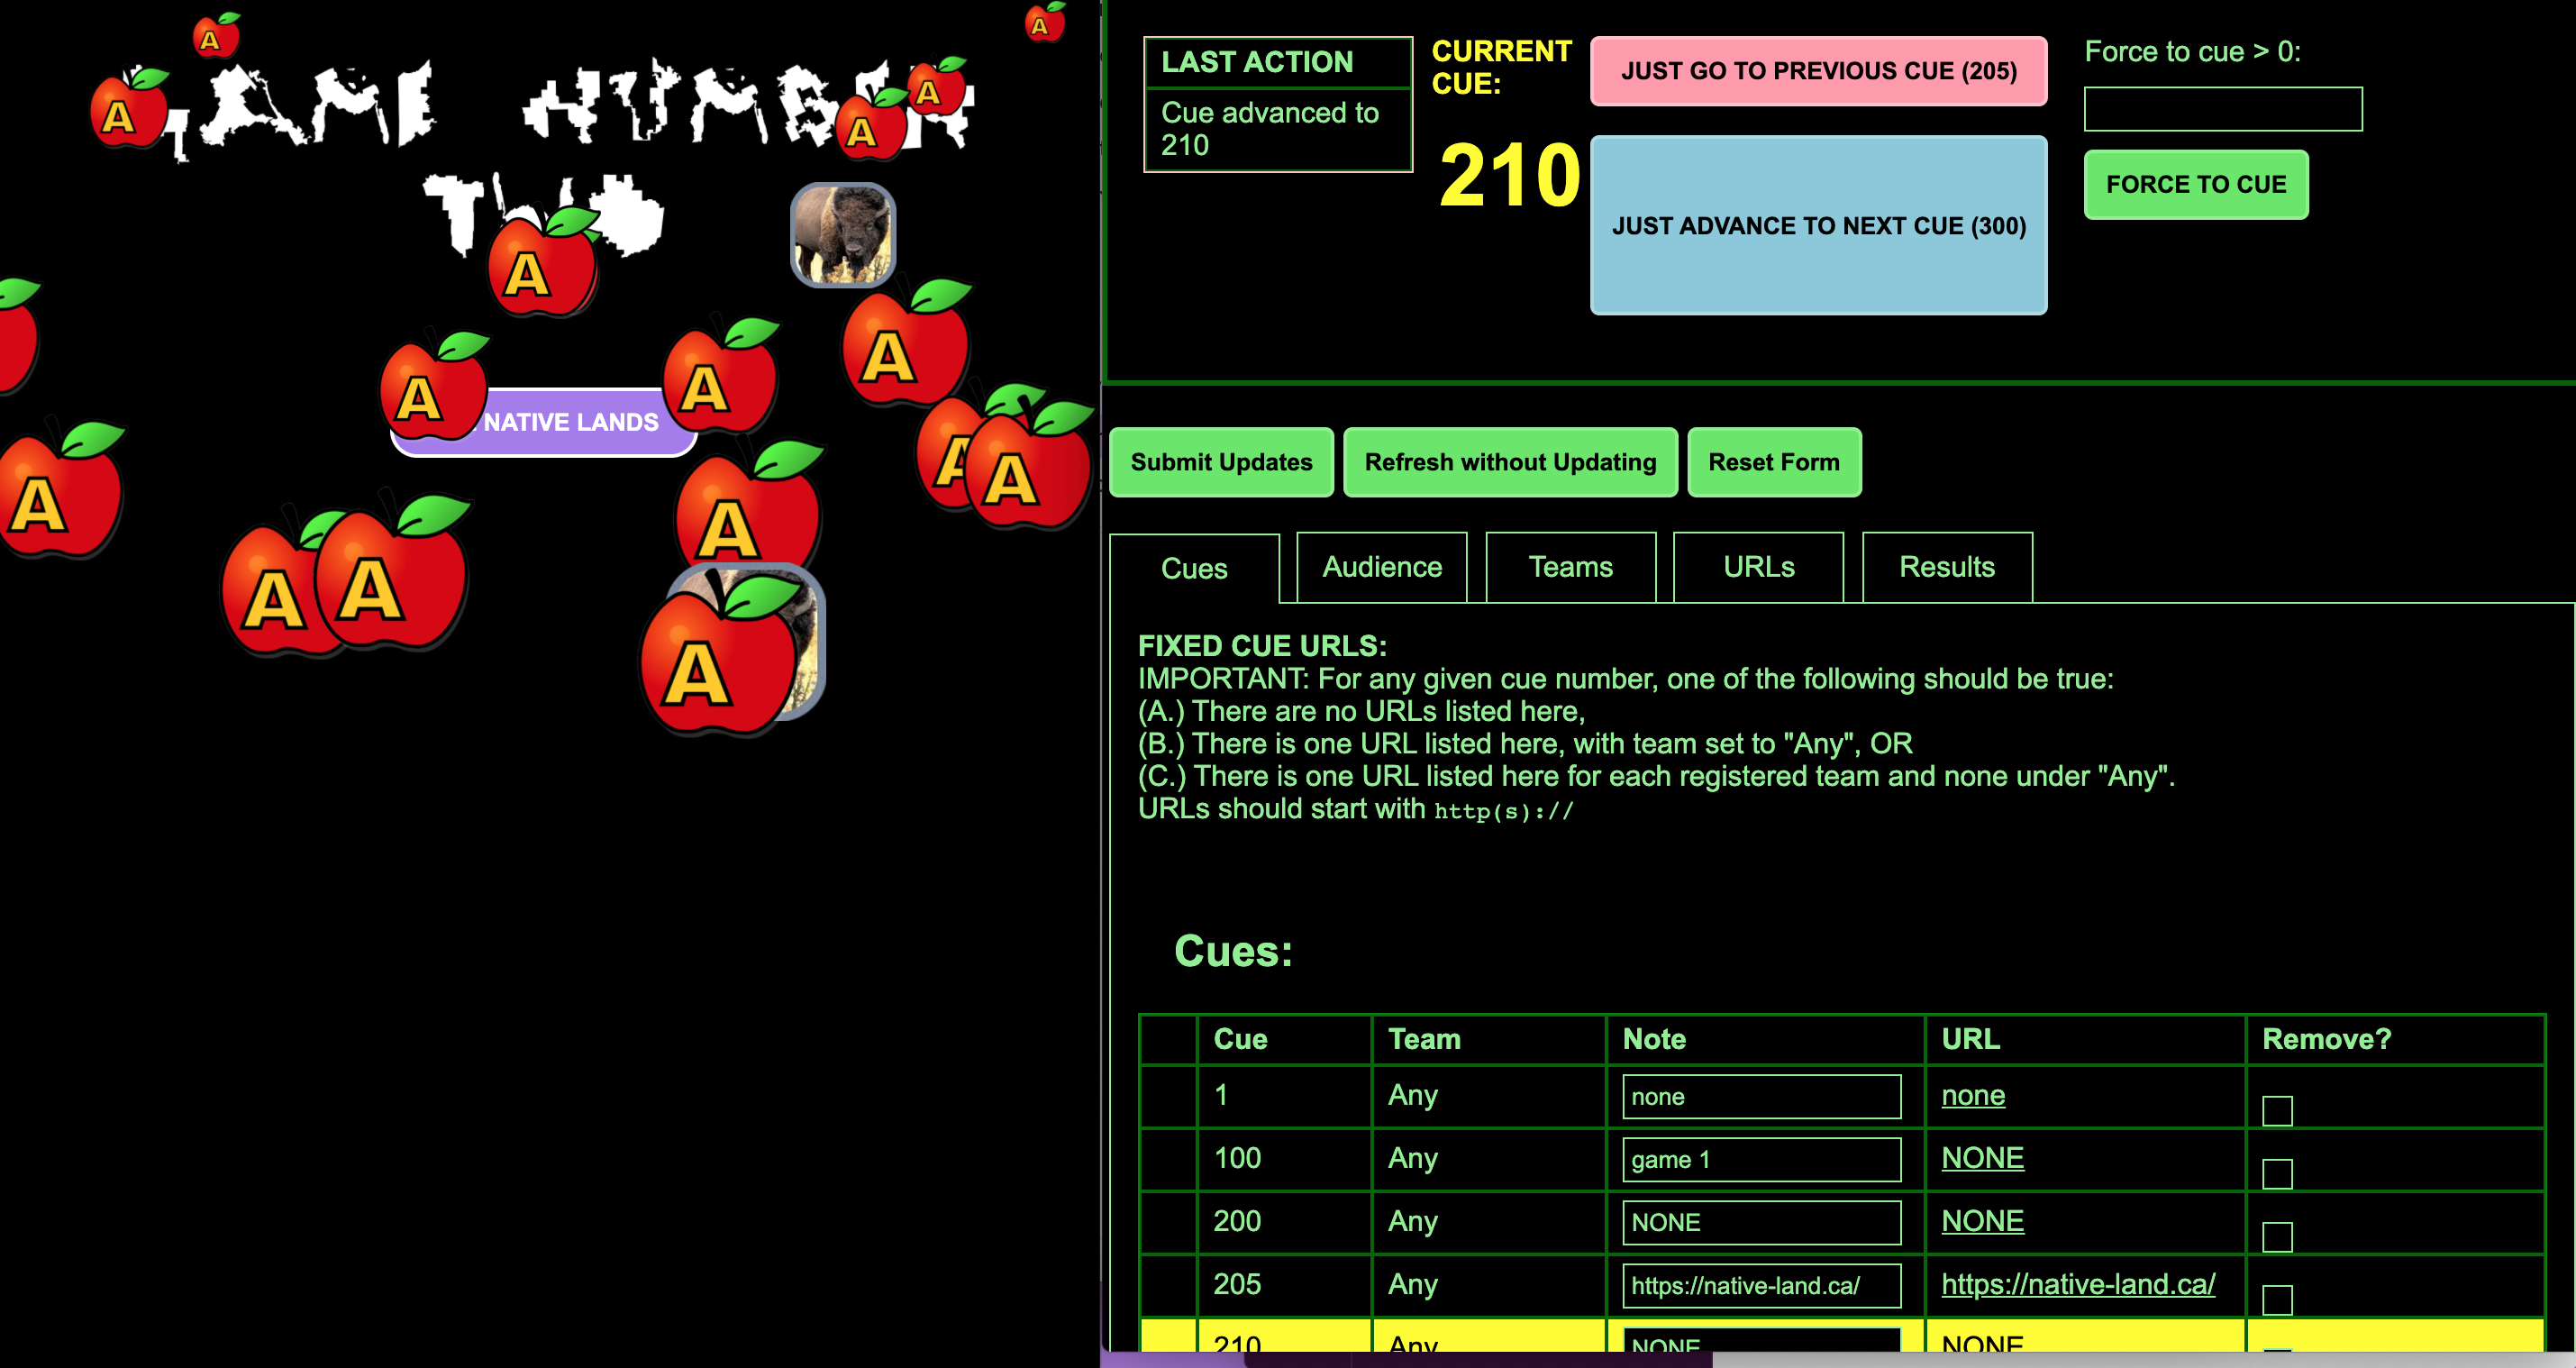 GAME NUMBER
TWO
A
A
A
A
A
A
A
A
A
NATIVE LANDS
A
A
A
A
A
A
A
LAST ACTION
Cue advanced to
210
CURRENT
CUE:
210
JUST GO TO PREVIOUS CUE (205)
JUST ADVANCE TO NEXT CUE (300)
Force to cue > 0:
FORCE TO CUE
Submit Updates Refresh without Updating Reset Form
Cues Audience Teams URLs Results
FIXED CUE URLS:
IMPORTANT: For any given cue number, one of the following should be true:
(A.) There are no URLs listed here,
(B.) There is one URL listed here, with team set to "Any", OR
(C.) There is one URL listed here for each registered team and none under "Any".
URLs should start with http(s)://
Cues:
Cue Team Note URL Remove?
1 Any none none
100 Any game 1 NONE
200 Any NONE NONE
205 Any https://native-land.ca/ https://native-land.ca/
210 Any NONE NONE